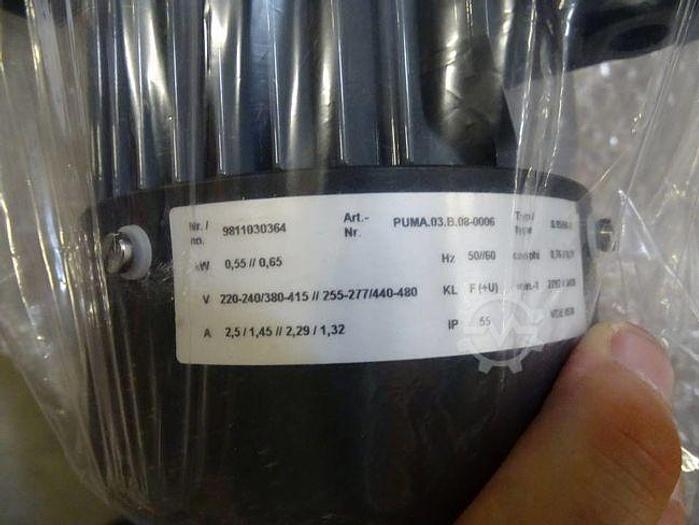 Nr. / no. 9811030364 Art.- Nr. PUMA.03.B.08-0006 Typ / type
kW 0,55 // 0,65 Hz 50//60 cos phi
V 220-240/380-415 // 255-277/440-480 KL F (+U) min.-1
A 2,5 / 1,45 // 2,29 / 1,32 IP 55